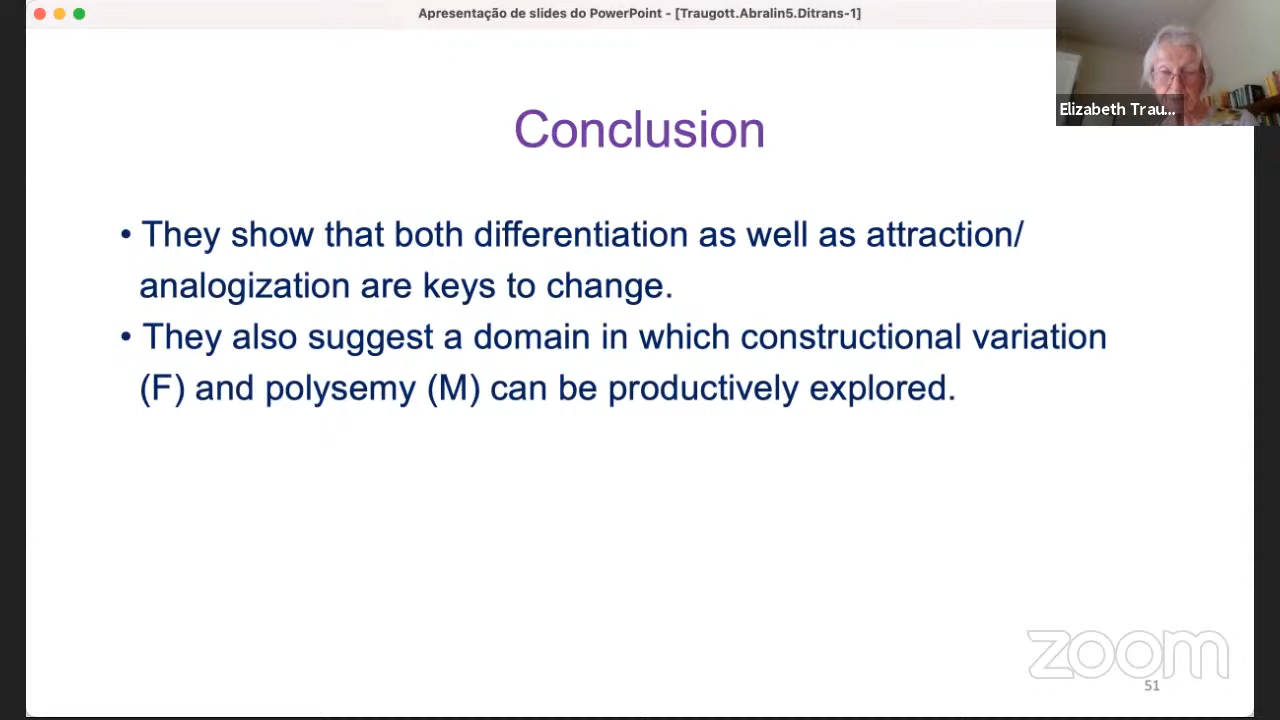 Apresentação de slides do PowerPoint - [Traugott.Abralin5.Ditrans-1]
Elizabeth Trau...
Conclusion
• They show that both differentiation as well as attraction/
analogization are keys to change.
• They also suggest a domain in which constructional variation
(F) and polysemy (M) can be productively explored.
zoom
51